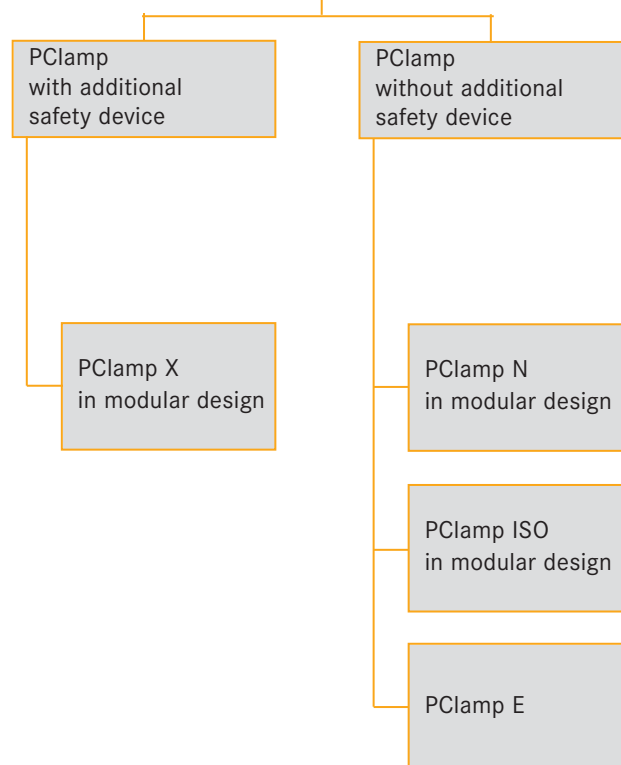 PClamp
with additional
safety device
PClamp
without additional
safety device
PClamp X
in modular design
PClamp N
in modular design
PClamp ISO
in modular design
PClamp E